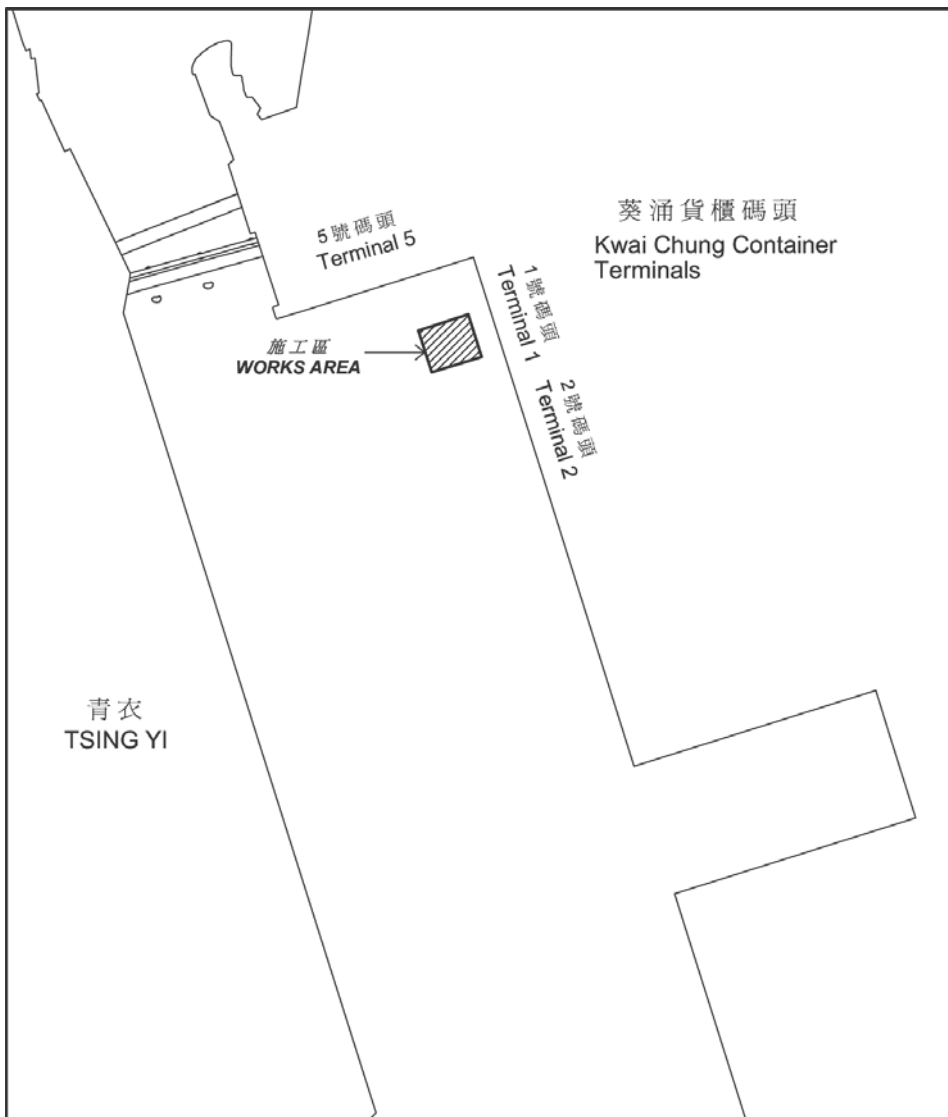 葵涌貨櫃碼頭
Kwai Chung Container
Terminals
5號碼頭
Terminal 5
1號碼頭
Terminal 1
施工區
WORKS AREA
2號碼頭
Terminal 2
青衣
TSING YI